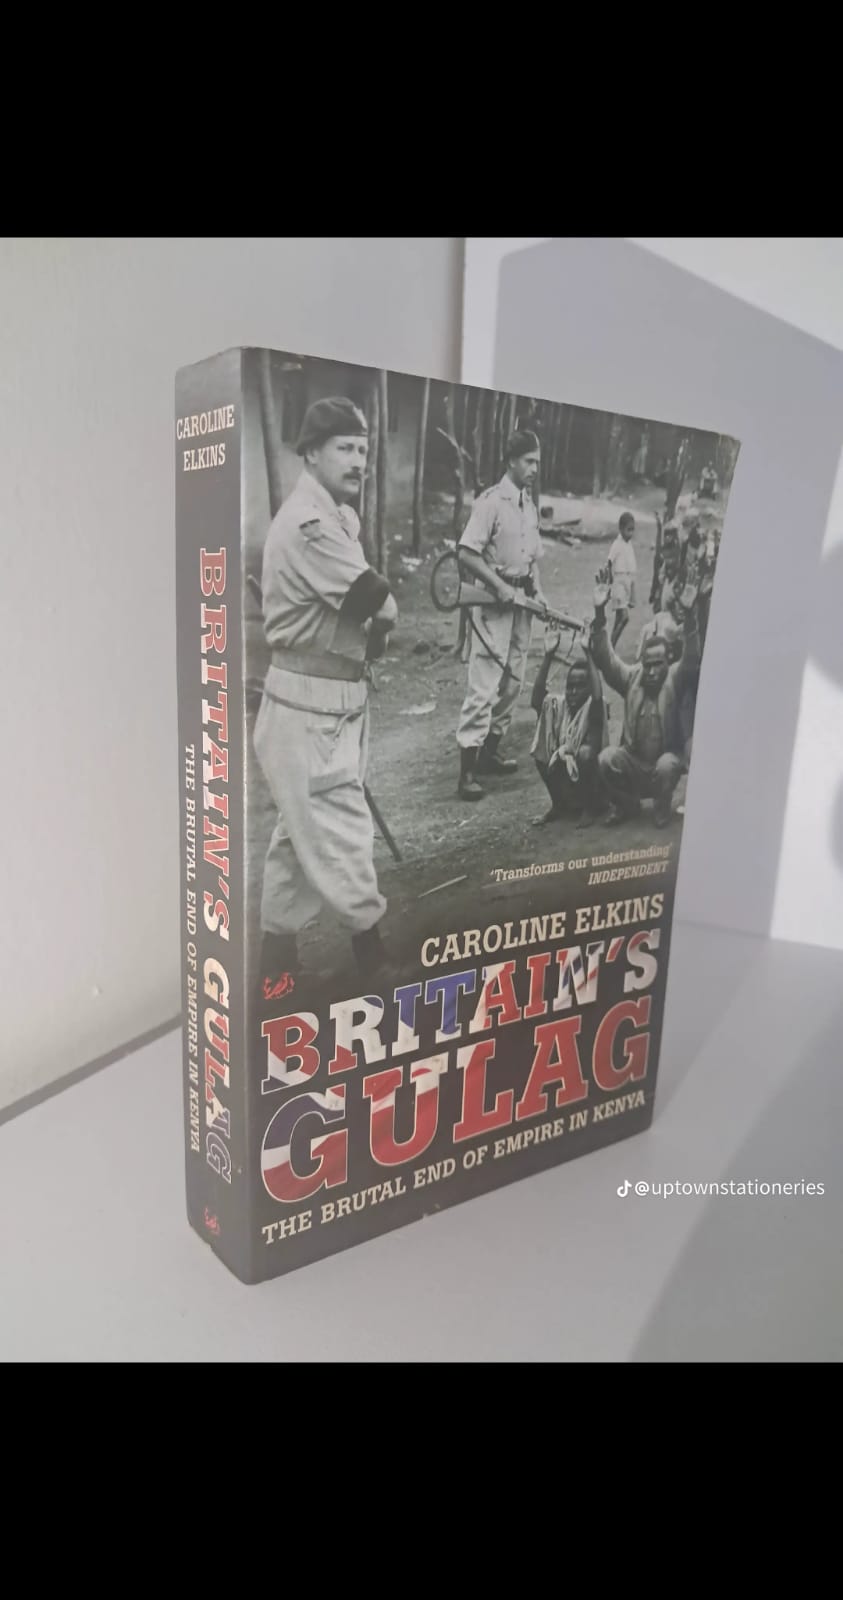 CAROLINE
ELKINS
BRITAIN'S GULAG
THE BRUTAL END OF EMPIRE IN KENYA
'Transforms our understanding'
INDEPENDENT
CAROLINE ELKINS
BRITAIN'S
GULAG
THE BRUTAL END OF EMPIRE IN KENYA
@uptownstationeries